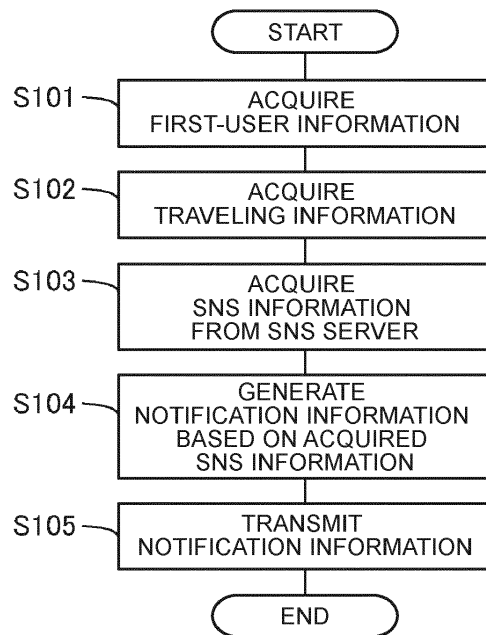 START
S101
ACQUIRE
FIRST-USER INFORMATION
S102
ACQUIRE
TRAVELING INFORMATION
S103
ACQUIRE
SNS INFORMATION
FROM SNS SERVER
S104
GENERATE
NOTIFICATION INFORMATION
BASED ON ACQUIRED
SNS INFORMATION
S105
TRANSMIT
NOTIFICATION INFORMATION
END